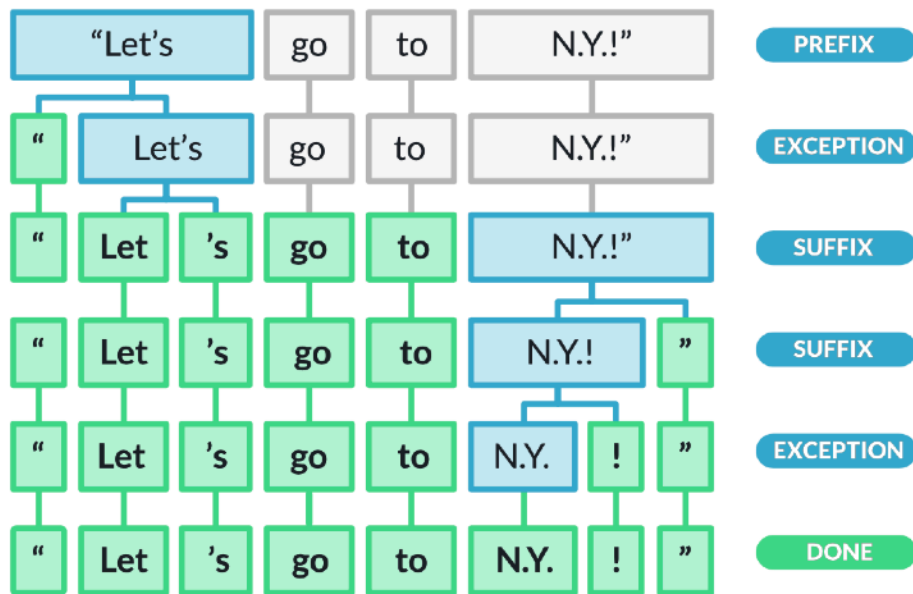 “Let’s go to N.Y.!” PREFIX
“ Let’s go to N.Y.!” EXCEPTION
“ Let ’s go to N.Y.!” SUFFIX
“ Let ’s go to N.Y.! ” SUFFIX
“ Let ’s go to N.Y. ! ” EXCEPTION
“ Let ’s go to N.Y. ! ” DONE